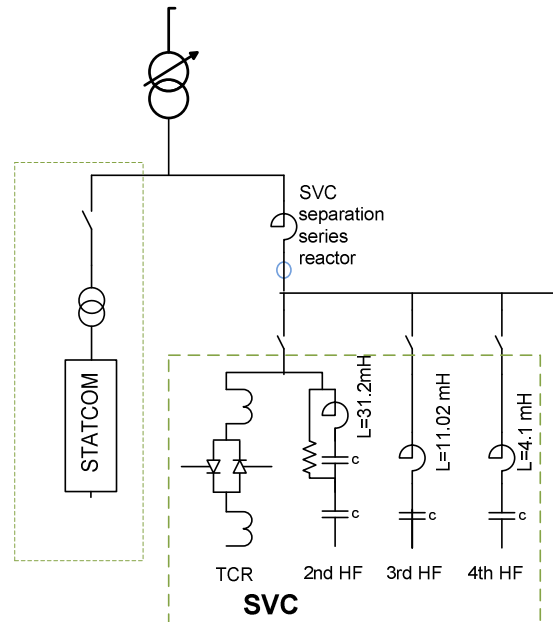 SVC
separation
series
reactor
STATCOM
L=31.2mH
L=11.02 mH
L=4.1 mH
c
c
c
c
TCR
2nd HF
3rd HF
4th HF
SVC